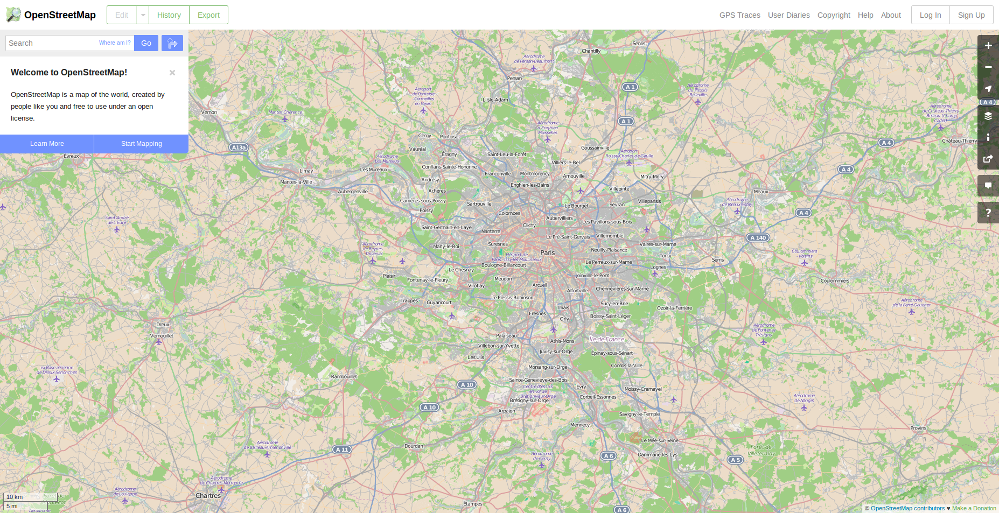 OpenStreetMap
Edit
History
Export
GPS Traces
User Diaries
Copyright
Help
About
Log In
Sign Up
Search
Where am I?
Go
Welcome to OpenStreetMap!
OpenStreetMap is a map of the world, created by
people like you and free to use under an open
license.
Learn More
Start Mapping
Senlis
Chantilly
Aérodrome
de Persan-Beaumont
Persan
A 1
Aérodrome
du Plessis
Belleville
Aéroport
de Pontoise
Cormeilles
en Vexin
L'Isle-Adam
A 4
Aérodrome
de Château-Thierry
- Belleau (Champ
Cadet)
Vernon
Mantes Cherence
A 1
Aérodrome
d'Enghien
Moisselles
Cergy
Pontoise
Château-Thierry
A 4
A13a
Vauréal
Éragny
Saint-Leu-la-Forêt
Goussainville
Aéroport
Roissy-Charles-de-Gaulle
Évreux
Aérodrome
Les Mureaux
Villiers-le-Bel
Conflans-Sainte-Honorine
Limay
Les Mureaux
Franconville
Montmorency
Arnouville
Mitry-Mory
A 4
Mantes-la-Ville
Andrésy
Enghien-les-Bains
Aubergenville
Achères
Villepinte
Meaux
Carrières-sous-Poissy
Sartrouville
Le Bourget
Sevran
Villeparisis
Aérodrome
de Meaux-Esbly
Poissy
Colombes
Aubervilliers
A 4
Saint André
de L'Eure
Clichy
Les Pavillons-sous-Bois
Saint-Germain-en-Laye
Nanterre
Le Pré-Saint-Gervais
Villemomble
A 140
Aérodrome
de Beynes
-Thiverval
Marly-le-Roi
Suresnes
Vaires-sur-Marne
Paris
Neuilly-Plaisance
Héliport de
Paris - Issy-les-Moulineaux
Torcy
Serris
Coulommiers
- Voisins
Boulogne-Billancourt
Le Perreux-sur-Marne
Lognes
Le Chesnay
Plaisir
Fontenay-le-Fleury
Meudon
Joinville-le-Pont
Coulommiers
Viroflay
Arcueil
Alfortville
Chennevières-sur-Marne
Trappes
Guyancourt
Le Plessis-Robinson
Sucy-en-Brie
Aérodrome
de la Ferté-Gaucher
Thiais
Ozoir-la-Ferrière
Fresnes
Orly
Boissy-Saint-Léger
Dreux
Vernouillet
Aérodrome
de Fontenay
Trésigny
Palaiseau
Athis-Mons
Île-de-France
Villebon-sur-Yvette
Juvisy-sur-Orge
Épinay-sous-Sénart
Les Ulis
ex-Base aérienne
de Dreux-Senonches
Morsang-sur-Orge
Combs-la-Ville
Rambouillet
Sainte-Geneviève-des-Bois
A 10
Centre d'essais
en vol de
Brétigny-sur-Orge
Évry
Moissy-Cramayel
Corbeil-Essonnes
Brétigny-sur-Orge
Aérodrome
de Nangis
A 10
Arpajon
Savigny-le-Temple
Mennecy
Provins
Aérodrome
de Bailleau-Armenonville
A 11
Dourdan
Le Mée-sur-Seine
Forêt de
Villefermoy
Aérodrome
de Cerny
A 6
Dammarie-les-Lys
A 5
Aérodrome
de Chartres-Métropole
Aérodrome
de Loulappe
Chartres
Étampes
A 6
Forêt de
10 km
5 mi
Aérodrome
© OpenStreetMap contributors ♥ Make a Donation